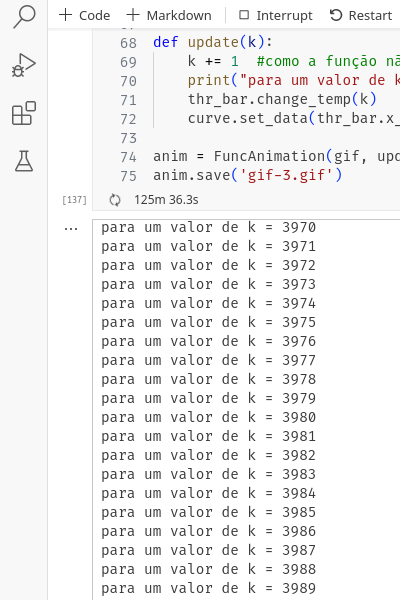 Code Markdown Interrupt Restart
68 def update(k):
69 k += 1 #como a função nã
70 print("para um valor de k
71 thr_bar.change_temp(k)
72 curve.set_data(thr_bar.x_
73
74 anim = FuncAnimation(gif, upd
75 anim.save('gif-3.gif')
[137] 125m 36.3s
... para um valor de k = 3970
para um valor de k = 3971
para um valor de k = 3972
para um valor de k = 3973
para um valor de k = 3974
para um valor de k = 3975
para um valor de k = 3976
para um valor de k = 3977
para um valor de k = 3978
para um valor de k = 3979
para um valor de k = 3980
para um valor de k = 3981
para um valor de k = 3982
para um valor de k = 3983
para um valor de k = 3984
para um valor de k = 3985
para um valor de k = 3986
para um valor de k = 3987
para um valor de k = 3988
para um valor de k = 3989